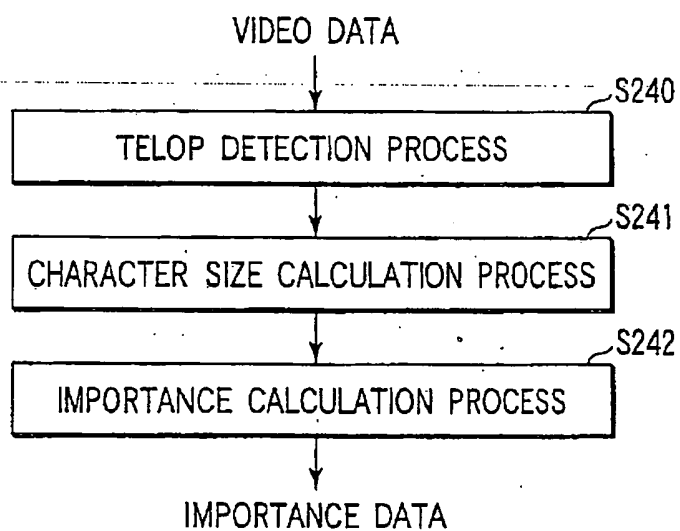 VIDEO DATA
S240
TELOP DETECTION PROCESS
S241
CHARACTER SIZE CALCULATION PROCESS
S242
IMPORTANCE CALCULATION PROCESS
IMPORTANCE DATA